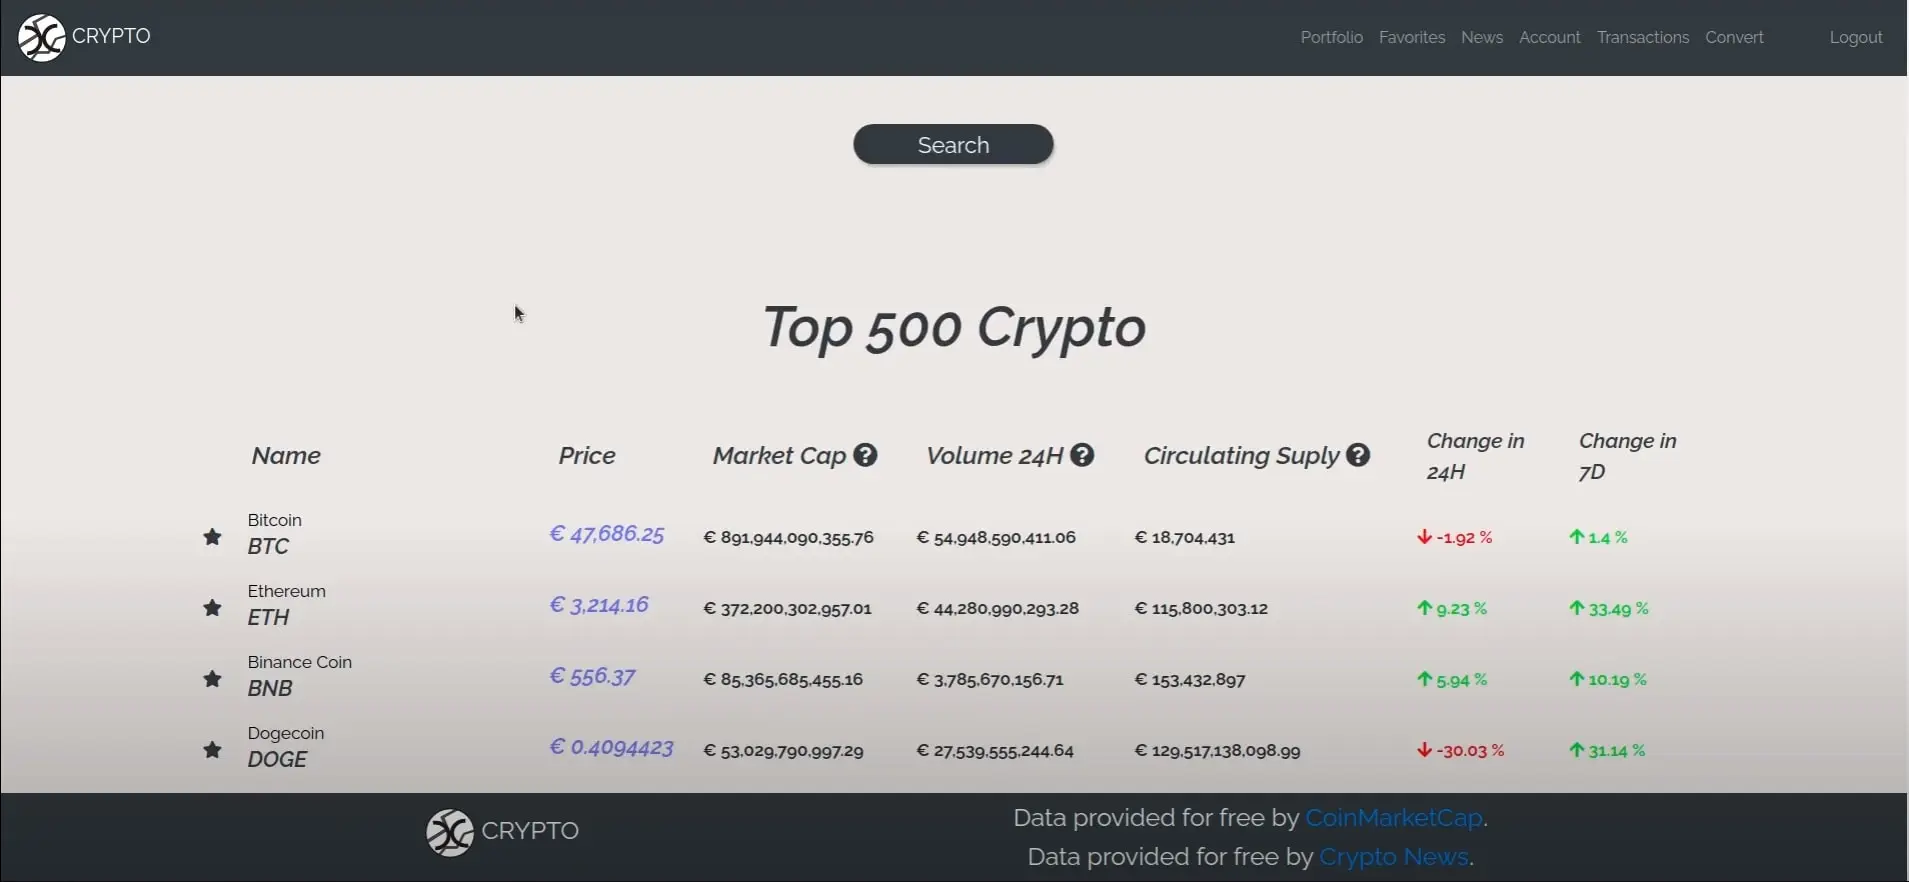 CRYPTO
Portfolio Favorites News Account Transactions Convert Logout
Search
Top 500 Crypto
Name Price Market Cap ? Volume 24H ? Circulating Suply ? Change in 24H Change in 7D
Bitcoin
BTC € 47,686.25 € 891,944,090,355.76 € 54,948,590,411.06 € 18,704,431 -1.92 % 1.4 %
Ethereum
ETH € 3,214.16 € 372,200,302,957.01 € 44,280,990,293.28 € 115,800,303.12 9.23 % 33.49 %
Binance Coin
BNB € 556.37 € 85,365,685,455.16 € 3,785,670,156.71 € 153,432,897 5.94 % 10.19 %
Dogecoin
DOGE € 0.4094423 € 53,029,790,997.29 € 27,539,555,244.64 € 129,517,138,098.99 -30.03 % 31.14 %
CRYPTO
Data provided for free by CoinMarketCap.
Data provided for free by Crypto News.